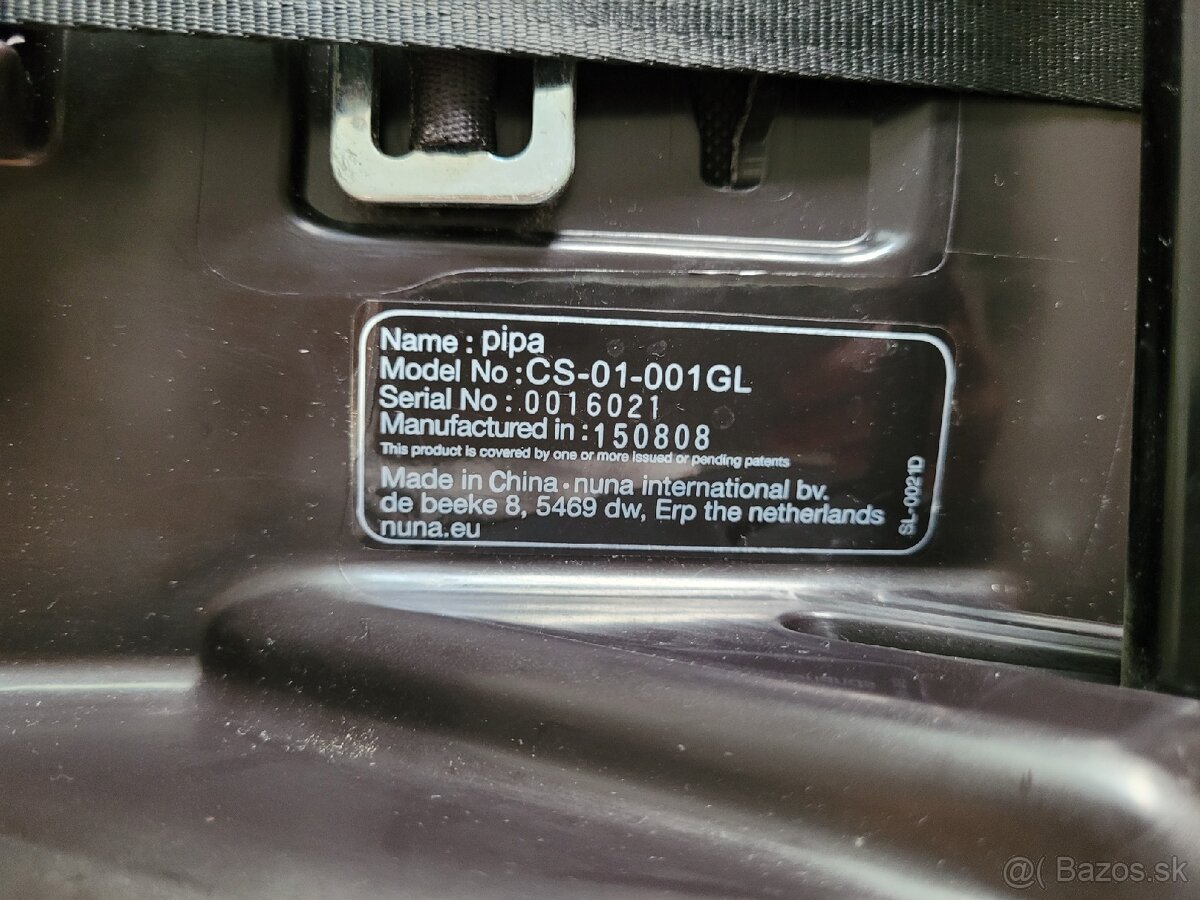 Name : pipa
Model No :CS-01-001GL
Serial No : 0016021
Manufactured in :150808
This product is covered by one or more issued or pending patents
Made in China · nuna international bv.
de beeke 8, 5469 dw, Erp the netherlands
nuna.eu
SL-0021D
@( Bazos.sk